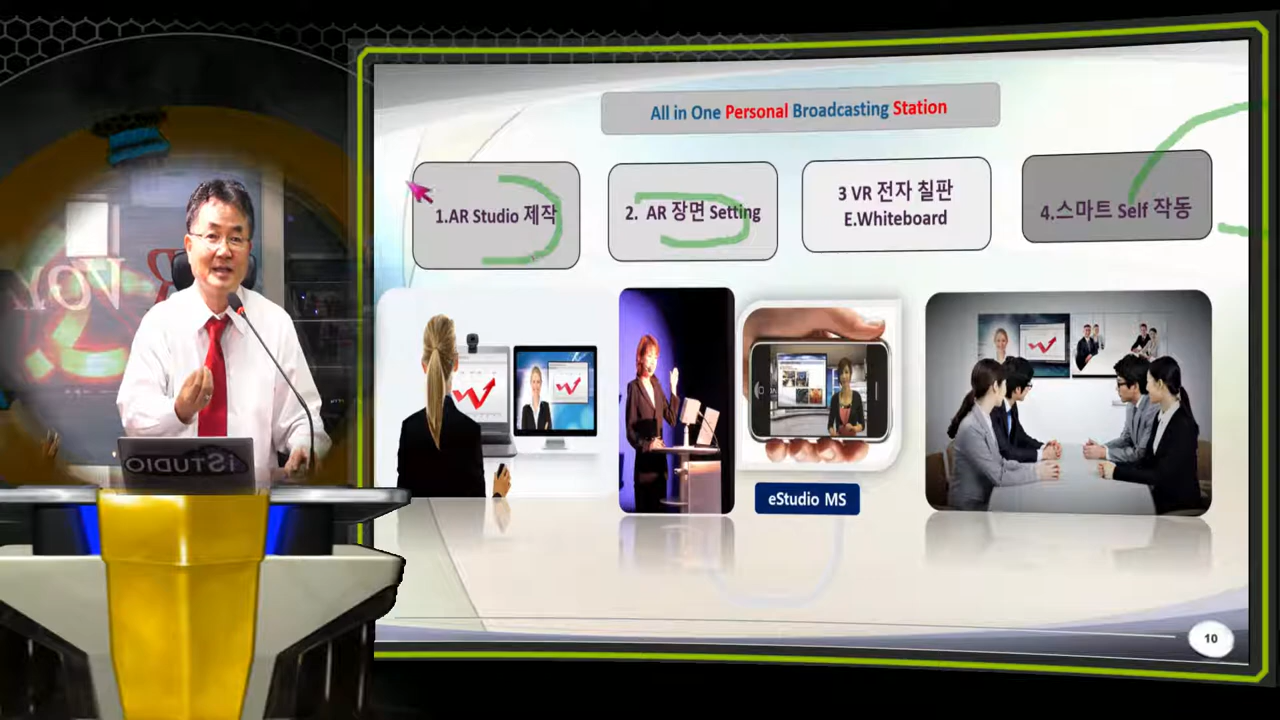 All in One Personal Broadcasting Station
1.AR Studio 제작
2. AR 장면 Setting
3 VR 전자 칠판
E.Whiteboard
4.스마트 Self 작동
eStudio MS
iSTUDIO
10